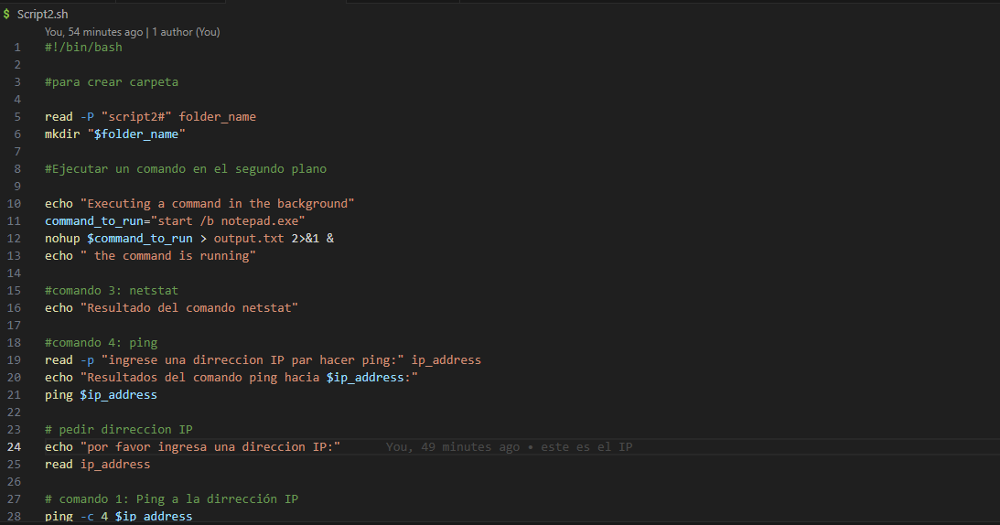 $ Script2.sh
You, 54 minutes ago | 1 author (You)
1 #!/bin/bash
2
3 #para crear carpeta
4
5 read -P "script2#" folder_name
6 mkdir "$folder_name"
7
8 #Ejecutar un comando en el segundo plano
9
10 echo "Executing a command in the background"
11 command_to_run="start /b notepad.exe"
12 nohup $command_to_run > output.txt 2>&1 &
13 echo " the command is running"
14
15 #comando 3: netstat
16 echo "Resultado del comando netstat"
17
18 #comando 4: ping
19 read -p "ingrese una dirreccion IP par hacer ping:" ip_address
20 echo "Resultados del comando ping hacia $ip_address:"
21 ping $ip_address
22
23 # pedir dirreccion IP
24 echo "por favor ingresa una direccion IP:" You, 49 minutes ago • este es el IP
25 read ip_address
26
27 # comando 1: Ping a la dirrección IP
28 ping -c 4 $ip_address